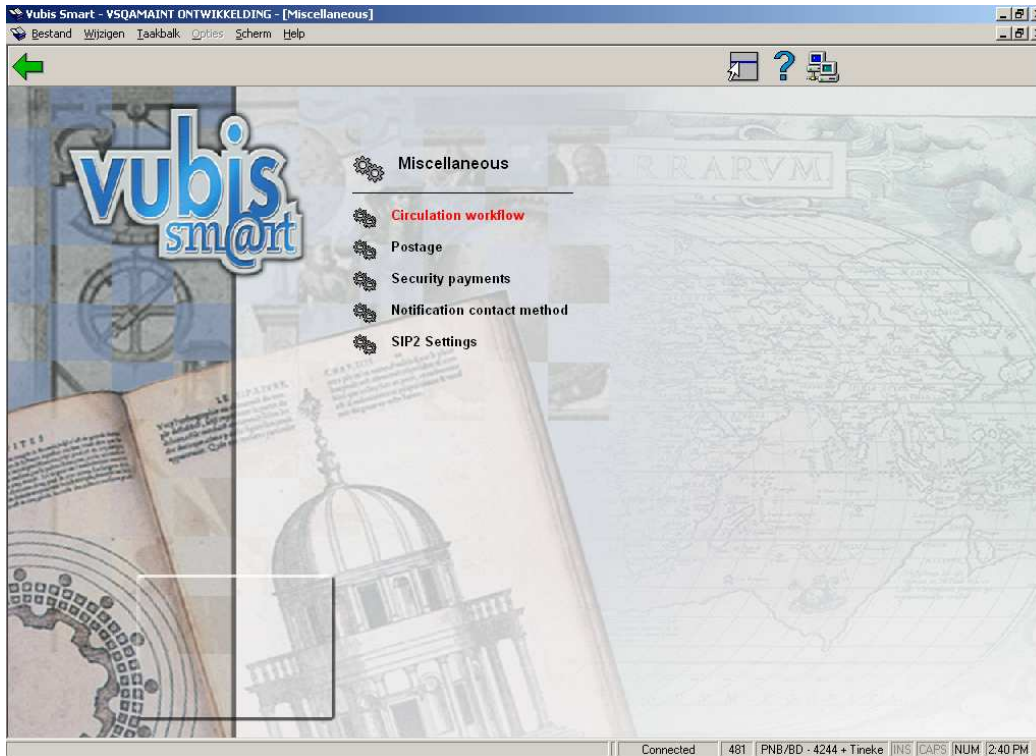 Vubis Smart - VSQAMAINT ONTWIKKELDING - [Miscellaneous]
Bestand Wijzigen Taakbalk Opties Scherm Help
vubis
sm@rt
Miscellaneous
RRARVM
Circulation workflow
Postage
Security payments
Notification contact method
SIP2 Settings
Connected 481 PNB/BD - 4244 + Tineke INS CAPS NUM 2:40 PM